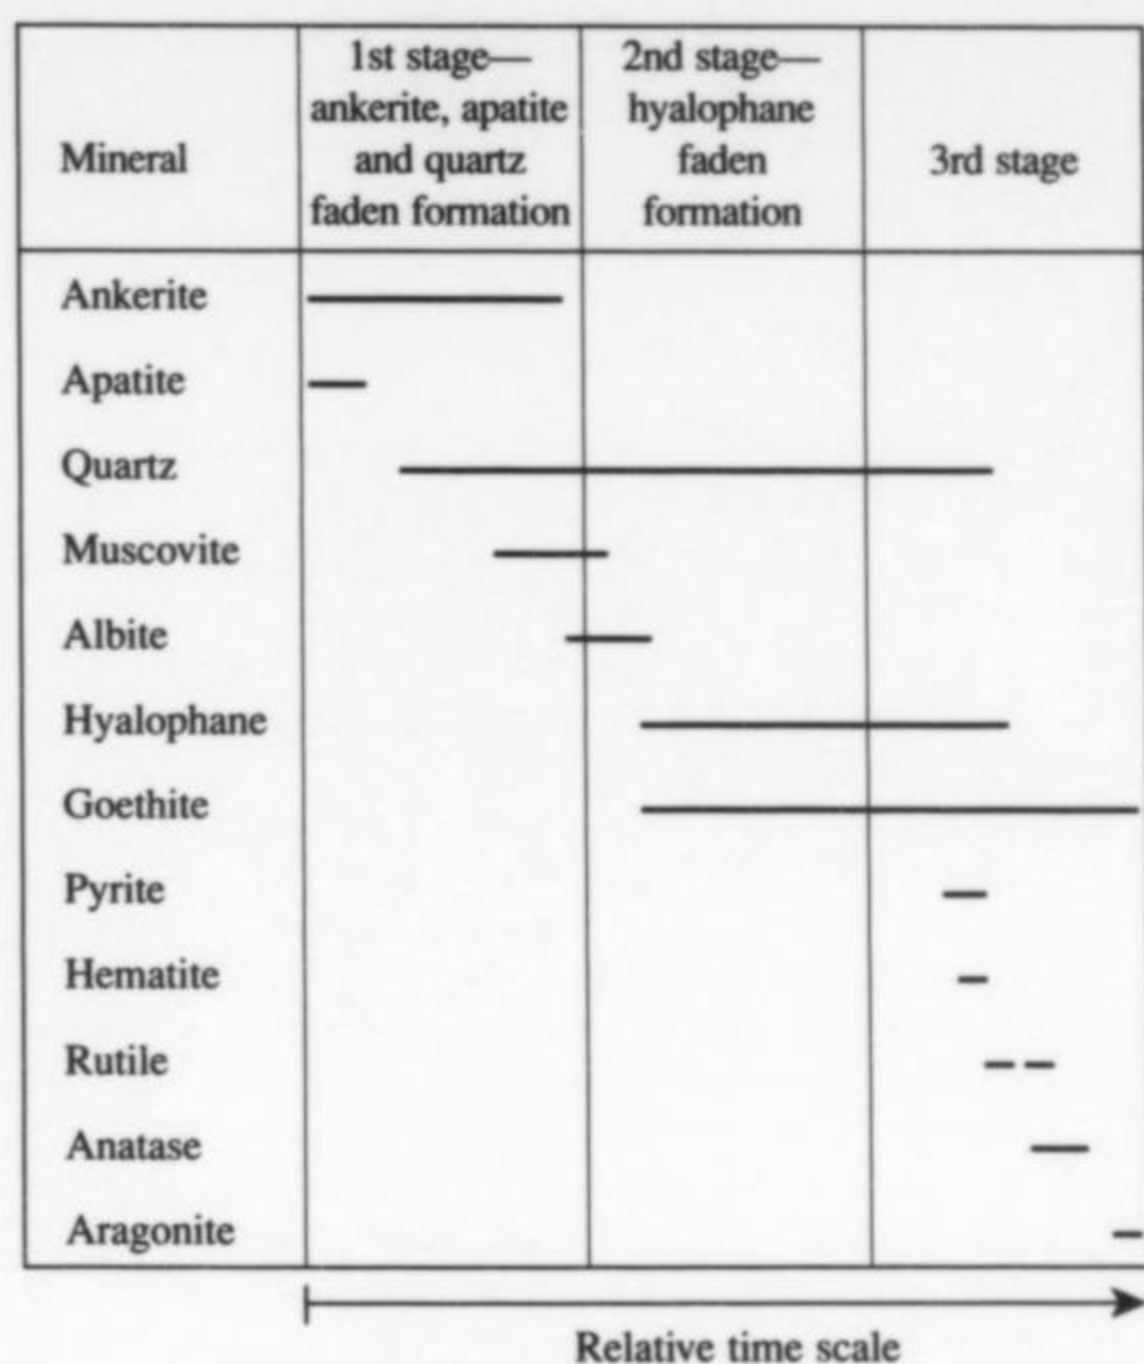 Mineral
1st stage—
ankerite, apatite
and quartz
faden formation
2nd stage—
hyalophane
faden
formation
3rd stage
Ankerite
Apatite
Quartz
Muscovite
Albite
Hyalophane
Goethite
Pyrite
Hematite
Rutile
Anatase
Aragonite
Relative time scale